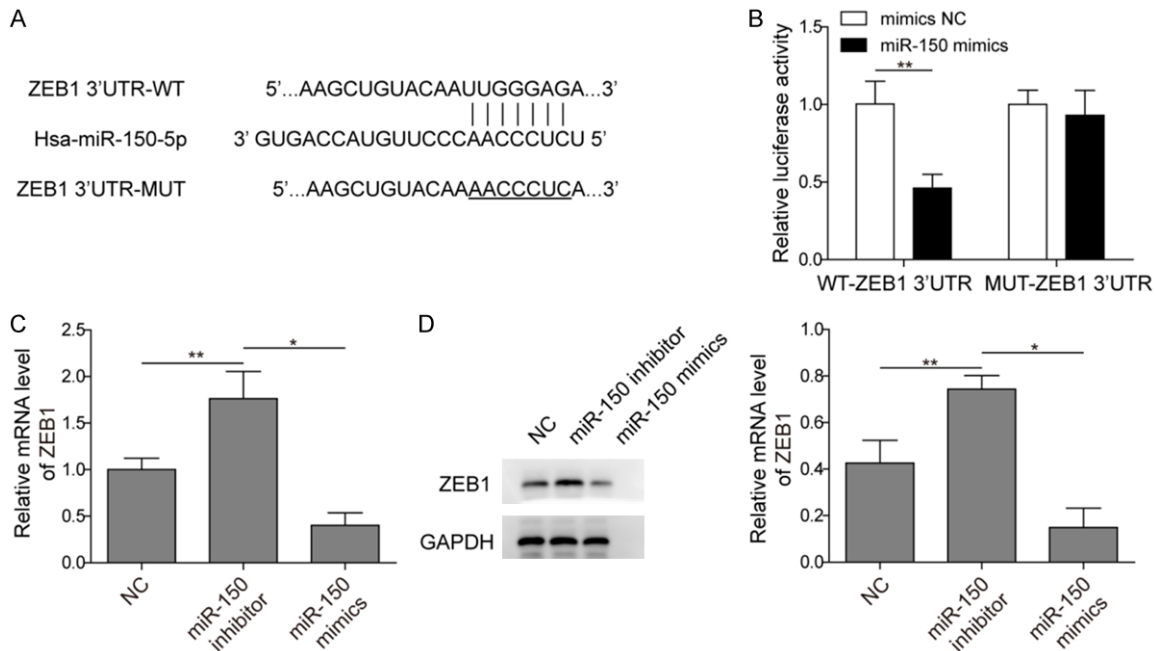 A
ZEB1 3'UTR-WT 5'...AAGCUGUACAAUUGGGAGA...3'
Hsa-miR-150-5p 3' GUGACCAUGUUCCCAACCCUCU 5'
ZEB1 3'UTR-MUT 5'...AAGCUGUACAAAACCCUCA...3'
B
mimics NC
miR-150 mimics
Relative luciferase activity
1.5
1.0
0.5
0.0
**
WT-ZEB1 3'UTR
MUT-ZEB1 3'UTR
C
Relative mRNA level
of ZEB1
2.5
2.0
1.5
1.0
0.5
0.0
**
*
NC
miR-150
inhibitor
miR-150
mimics
D
NC
miR-150 inhibitor
miR-150 mimics
ZEB1
GAPDH
Relative mRNA level
of ZEB1
0.8
0.6
0.4
0.2
0.0
**
*
NC
miR-150
inhibitor
miR-150
mimics